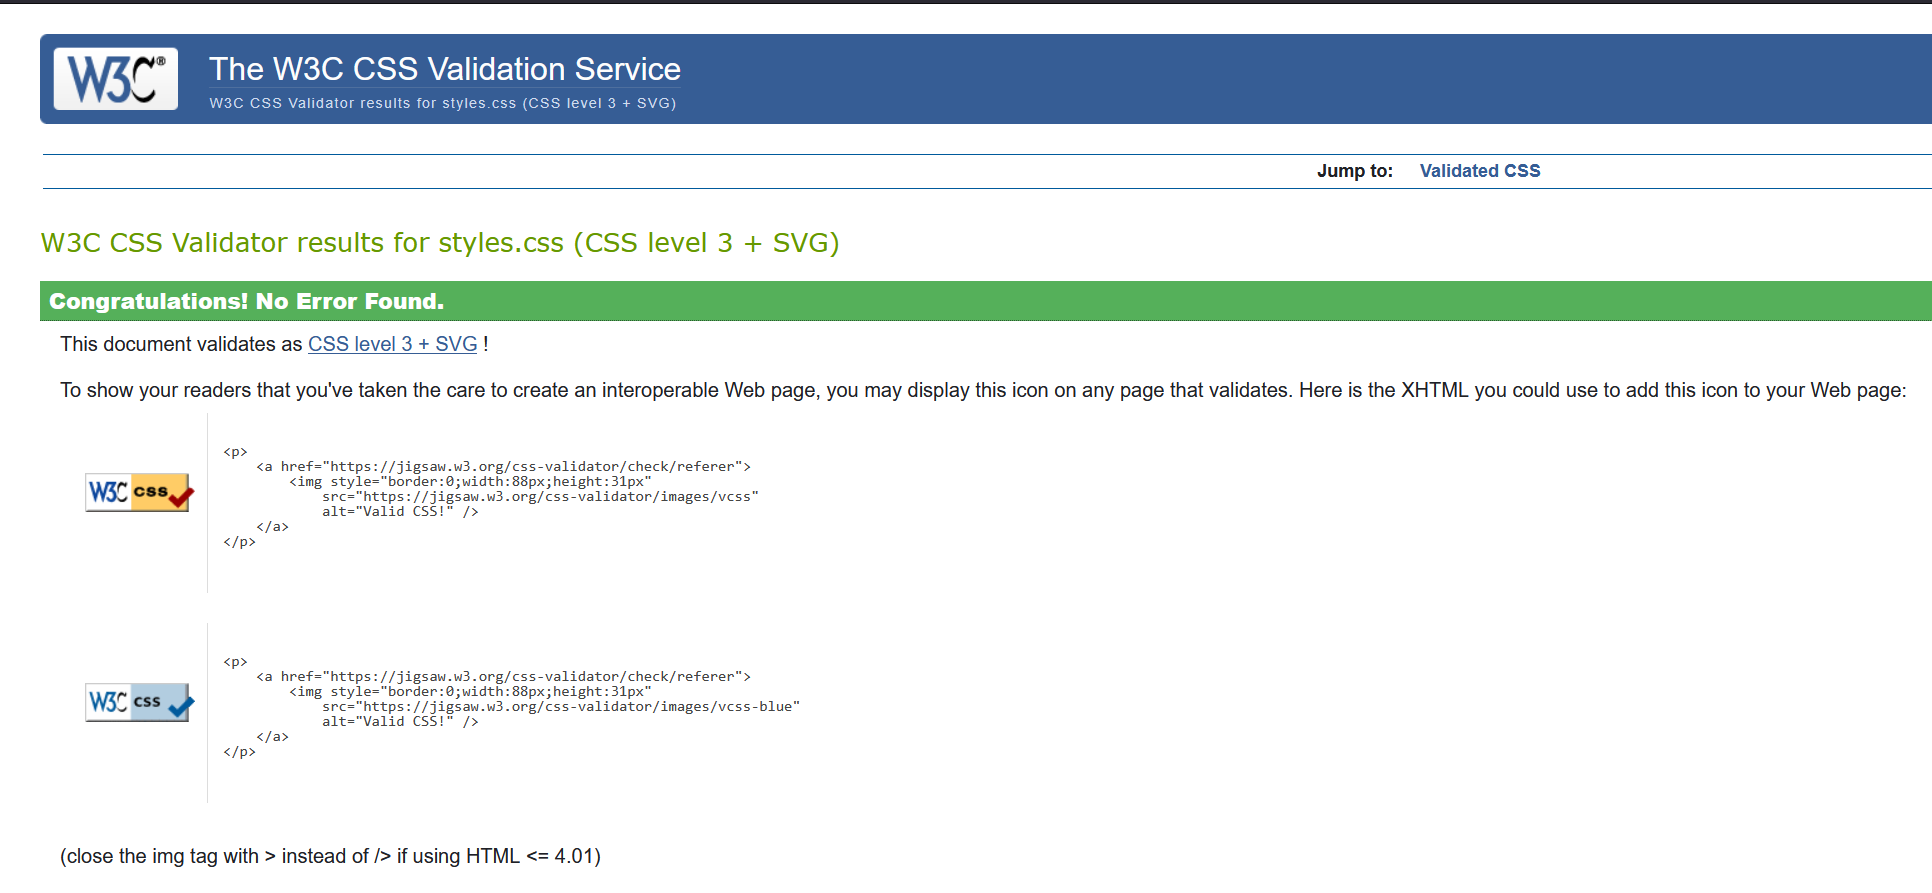 W3C®
The W3C CSS Validation Service
W3C CSS Validator results for styles.css (CSS level 3 + SVG)
Jump to: Validated CSS
W3C CSS Validator results for styles.css (CSS level 3 + SVG)
Congratulations! No Error Found.
This document validates as CSS level 3 + SVG !
To show your readers that you've taken the care to create an interoperable Web page, you may display this icon on any page that validates. Here is the XHTML you could use to add this icon to your Web page:
W3C css
<p>
    <a href="https://jigsaw.w3.org/css-validator/check/referer">
        <img style="border:0;width:88px;height:31px"
            src="https://jigsaw.w3.org/css-validator/images/vcss"
            alt="Valid CSS!" />
    </a>
</p>
W3C css
<p>
    <a href="https://jigsaw.w3.org/css-validator/check/referer">
        <img style="border:0;width:88px;height:31px"
            src="https://jigsaw.w3.org/css-validator/images/vcss-blue"
            alt="Valid CSS!" />
    </a>
</p>
(close the img tag with > instead of /> if using HTML <= 4.01)